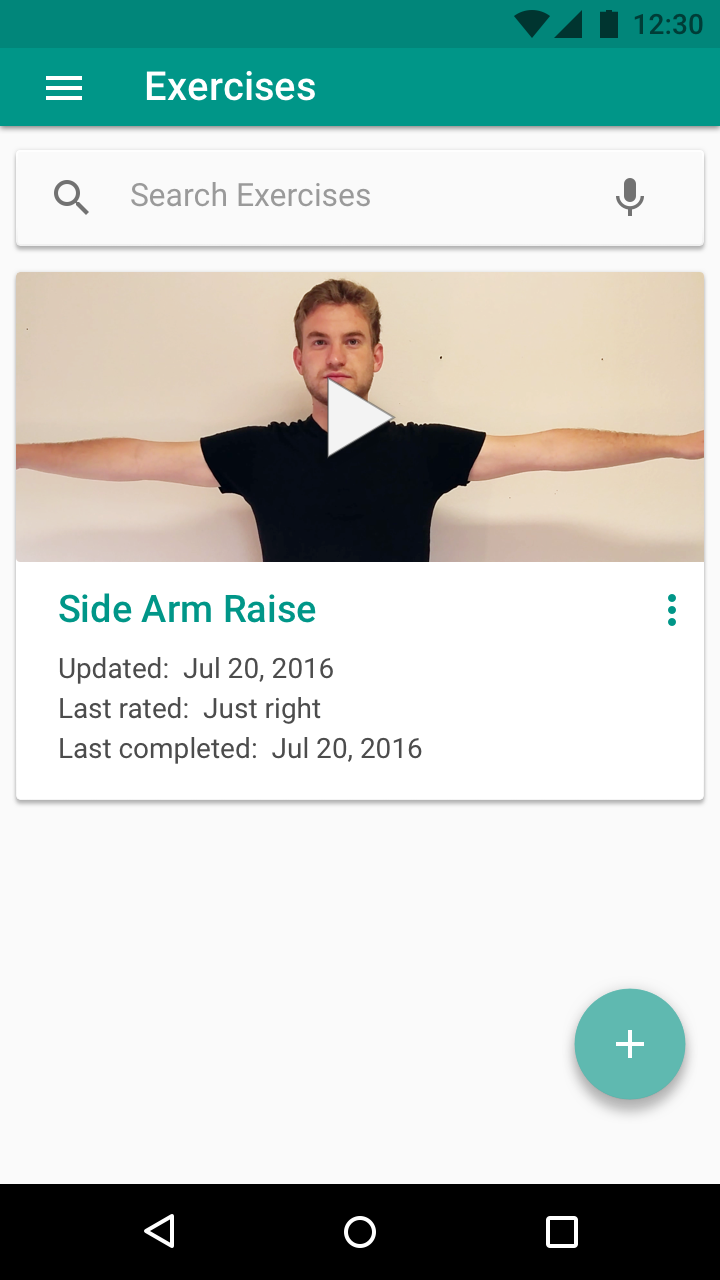 12:30
Exercises
Search Exercises
Side Arm Raise
Updated: Jul 20, 2016
Last rated: Just right
Last completed: Jul 20, 2016